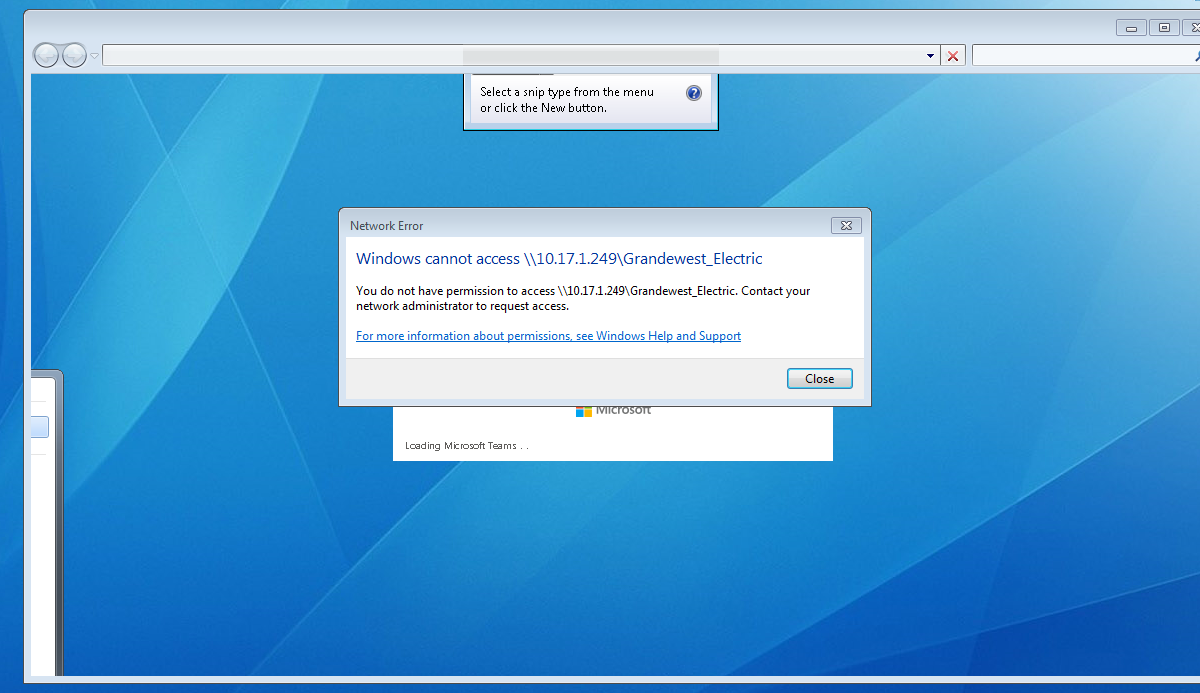 Select a snip type from the menu
or click the New button.
Network Error
Windows cannot access \\10.17.1.249\Grandewest_Electric
You do not have permission to access \\10.17.1.249\Grandewest_Electric. Contact your
network administrator to request access.
For more information about permissions, see Windows Help and Support
Close
Microsoft
Loading Microsoft Teams . .